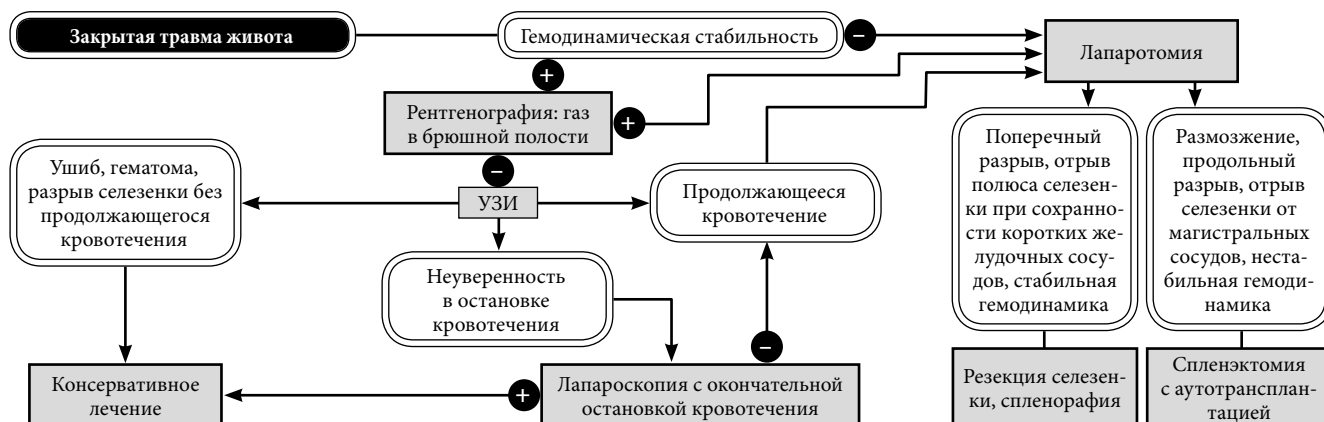 Закрытая травма живота
Гемодинамическая стабильность
−
Лапаротомия
+
Рентгенография: газ
в брюшной полости
+
−
Ушиб, гематома,
разрыв селезенки без
продолжающегося
кровотечения
УЗИ
Продолжающееся
кровотечение
Неуверенность
в остановке
кровотечения
−
Поперечный
разрыв, отрыв
полюса селезен-
ки при сохранно-
сти коротких же-
лудочных сосу-
дов, стабильная
гемодинамика
Размозжение,
продольный
разрыв, отрыв
селезенки от
магистральных
сосудов, неста-
бильная гемоди-
намика
Консервативное
лечение
+
Лапароскопия с окончательной
остановкой кровотечения
Резекция селезен-
ки, спленорафия
Спленэктомия
с аутотрансплан-
тацией